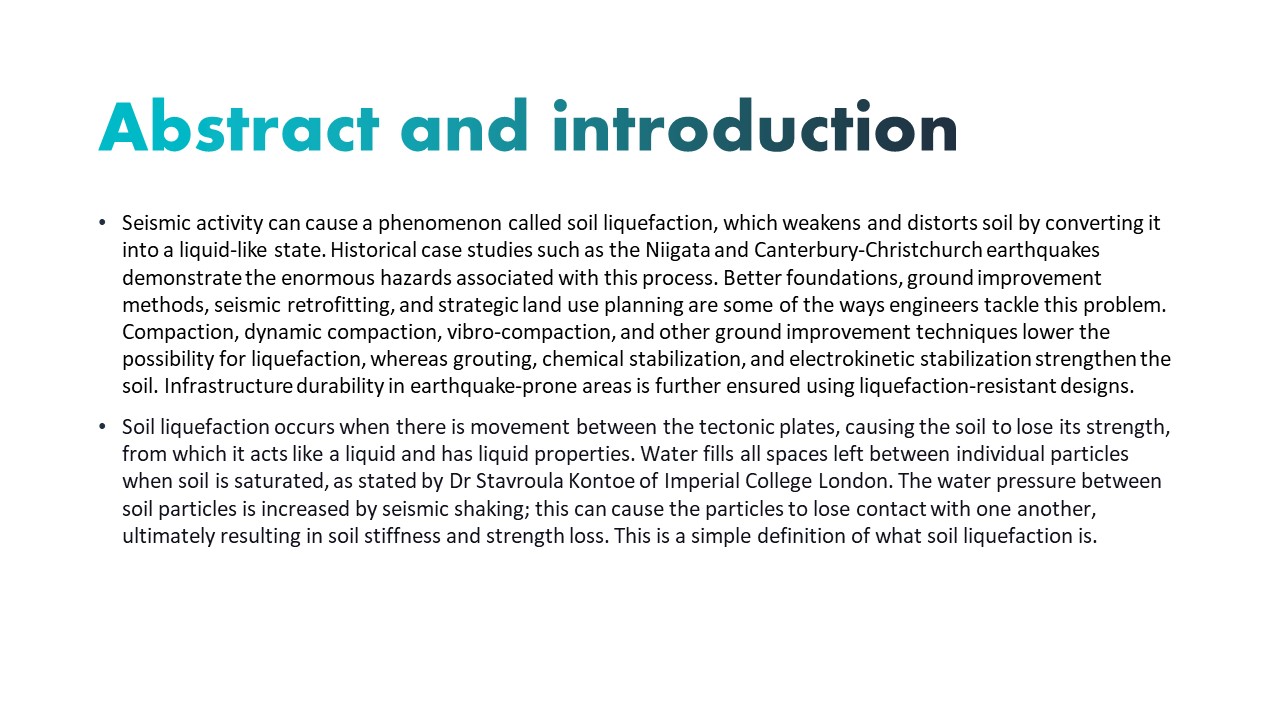 Abstract and introduction
• Seismic activity can cause a phenomenon called soil liquefaction, which weakens and distorts soil by converting it
into a liquid-like state. Historical case studies such as the Niigata and Canterbury-Christchurch earthquakes
demonstrate the enormous hazards associated with this process. Better foundations, ground improvement
methods, seismic retrofitting, and strategic land use planning are some of the ways engineers tackle this problem.
Compaction, dynamic compaction, vibro-compaction, and other ground improvement techniques lower the
possibility for liquefaction, whereas grouting, chemical stabilization, and electrokinetic stabilization strengthen the
soil. Infrastructure durability in earthquake-prone areas is further ensured using liquefaction-resistant designs.
• Soil liquefaction occurs when there is movement between the tectonic plates, causing the soil to lose its strength,
from which it acts like a liquid and has liquid properties. Water fills all spaces left between individual particles
when soil is saturated, as stated by Dr Stavroula Kontoe of Imperial College London. The water pressure between
soil particles is increased by seismic shaking; this can cause the particles to lose contact with one another,
ultimately resulting in soil stiffness and strength loss. This is a simple definition of what soil liquefaction is.